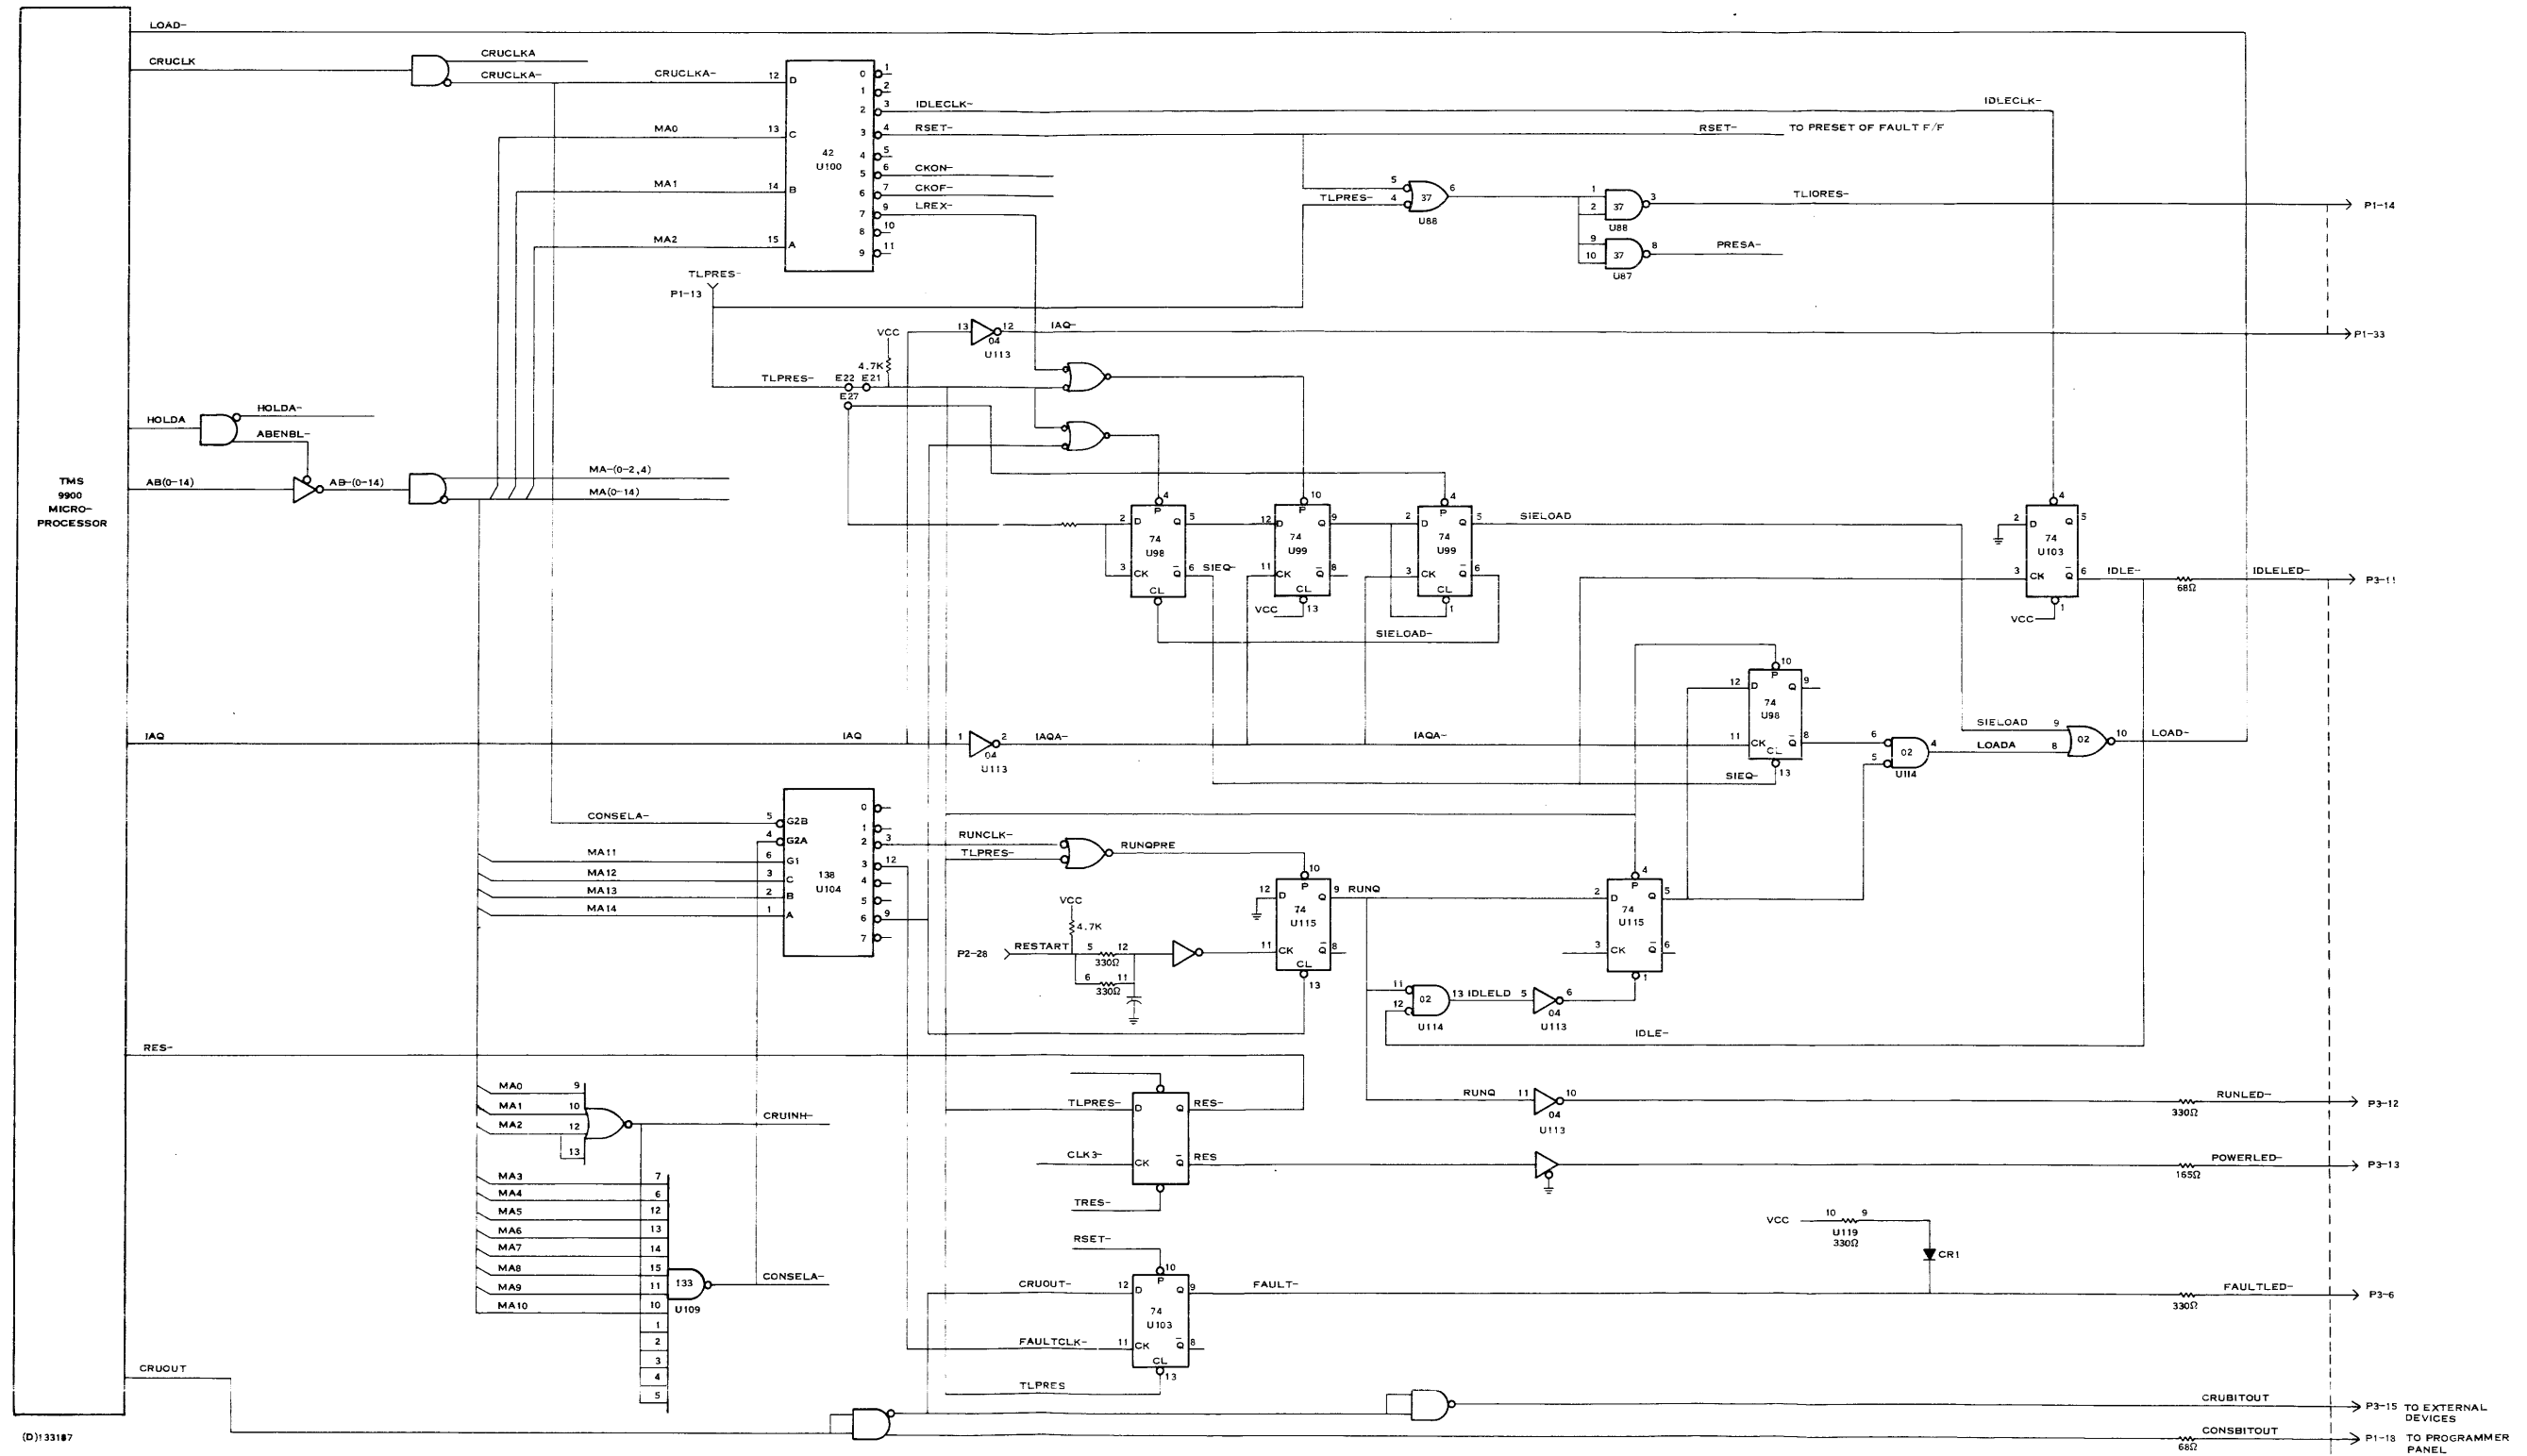 LOAD-
CRUCLK
CRUCLKA
CRUCLKA-
CRUCLKA-
12 D
MA0
13 C
MA1
14 B
MA2
15 A
42
U100
0 1
1 2
2 3
3 4
4 5
5 6
6 7
7 9
8 10
9 11
IDLECLK-
IDLECLK-
RSET-
RSET-
TO PRESET OF FAULT F/F
CKON-
CKOF-
LREX-
TLPRES-
5
4
37
6
U88
1
2
37
3
U88
TLIORES-
P1-14
9
10
37
8
U87
PRESA-
TLPRES-
P1-13
VCC
4.7K
13
12
04
U113
IAQ-
P1-33
TLPRES-
E22
E21
E27
HOLDA
HOLDA-
ABENBL-
AB(0-14)
AB-(0-14)
MA-(0-2,4)
MA(0-14)
TMS
9900
MICRO-
PROCESSOR
4
P
2 D Q 5
74
U98
3 CK Q 6
CL
SIEQ-
10
P
12 D Q 9
74
U99
11 CK Q 8
CL
VCC
13
4
P
2 D Q 5
74
U99
3 CK Q 6
CL
1
SIELOAD
SIELOAD-
4
P
2 D Q 5
74
U103
3 CK Q 6
CL
VCC
1
IDLE-
68Ω
IDLELED-
P3-11
10
P
12 D Q 9
74
U98
11 CK Q 8
CL
13
SIEQ-
IAQ
IAQ
1
2
04
U113
IAQA-
IAQA-
6
5
02
4
U114
LOADA
SIELOAD
9
8
02
10
LOAD-
CONSELA-
5 G2B
4 G2A
MA11
6 G1
MA12
3 C
MA13
2 B
MA14
1 A
138
U104
0
1
2 3
3 12
4
5
6 9
7
RUNCLK-
TLPRES-
RUNQPRE
10
P
12 D Q 9
74
U115
11 CK Q 8
CL
13
RUNQ
VCC
4.7K
P2-28
RESTART
5
12
330Ω
6
11
330Ω
4
P
2 D Q 5
74
U115
3 CK Q 6
1
11
12
02
U114
13 IDLELD 5
6
04
U113
IDLE-
RES-
MA0 9
MA1 10
MA2 12
13
CRUINH-
TLPRES-
D Q
RES-
CLK3-
CK Q
RES
TRES-
RUNQ
11
10
04
U113
330Ω
RUNLED-
P3-12
165Ω
POWERLED-
P3-13
MA3 7
MA4 6
MA5 12
MA6 13
MA7 14
MA8 15
MA9 11
MA10 10
1
2
3
4
5
133
U109
CONSELA-
RSET-
10
P
CRUOUT-
12 D Q 9
74
U103
FAULTCLK-
11 CK Q 8
CL
13
TLPRES
FAULT-
VCC
10
9
U119
330Ω
CR1
330Ω
FAULTLED-
P3-6
CRUOUT
CRUBITOUT
P3-15 TO EXTERNAL
DEVICES
CONSBITOUT
68Ω
P1-18 TO PROGRAMMER
PANEL
(D)133187